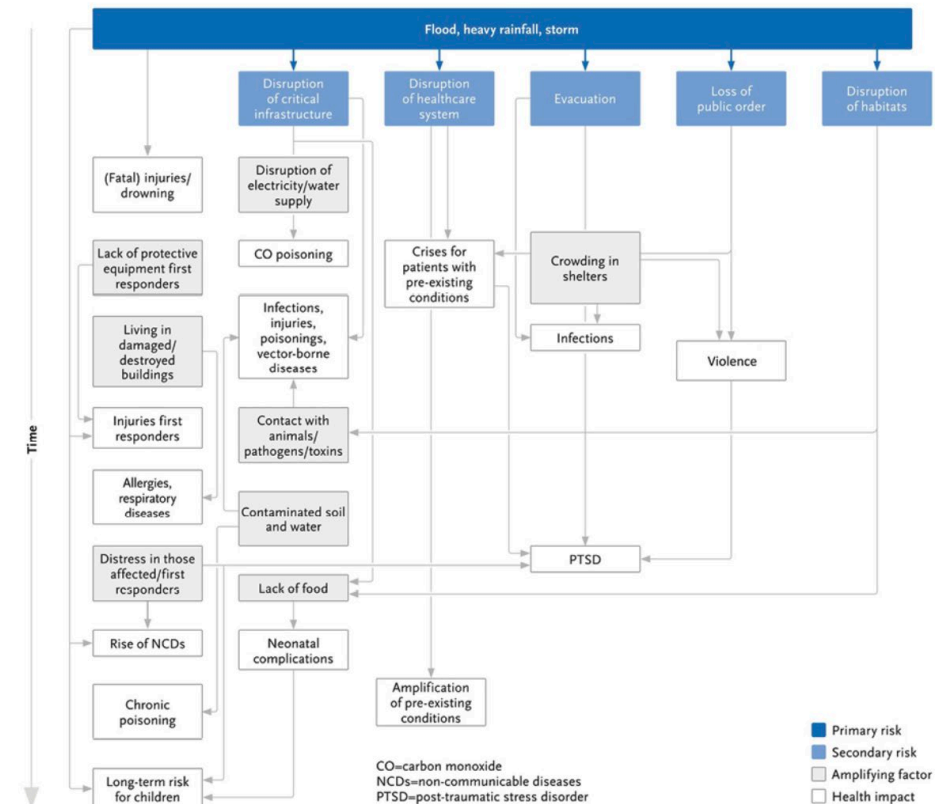 Flood, heavy rainfall, storm
Disruption
of critical
infrastructure
Disruption
of healthcare
system
Evacuation
Loss of
public order
Disruption
of habitats
(Fatal) injuries/
drowning
Disruption of
electricity/water
supply
Lack of protective
equipment first
responders
CO poisoning
Crises for
patients with
pre-existing
conditions
Crowding in
shelters
Living in
damaged/
destroyed
buildings
Infections,
injuries,
poisonings,
vector-borne
diseases
Infections
Violence
Injuries first
responders
Contact with
animals/
pathogens/toxins
Time
Allergies,
respiratory
diseases
Contaminated soil
and water
Distress in those
affected/first
responders
PTSD
Lack of food
Rise of NCDs
Neonatal
complications
Chronic
poisoning
Amplification
of pre-existing
conditions
Long-term risk
for children
CO=carbon monoxide
NCDs=non-communicable diseases
PTSD=post-traumatic stress disorder
Primary risk
Secondary risk
Amplifying factor
Health impact